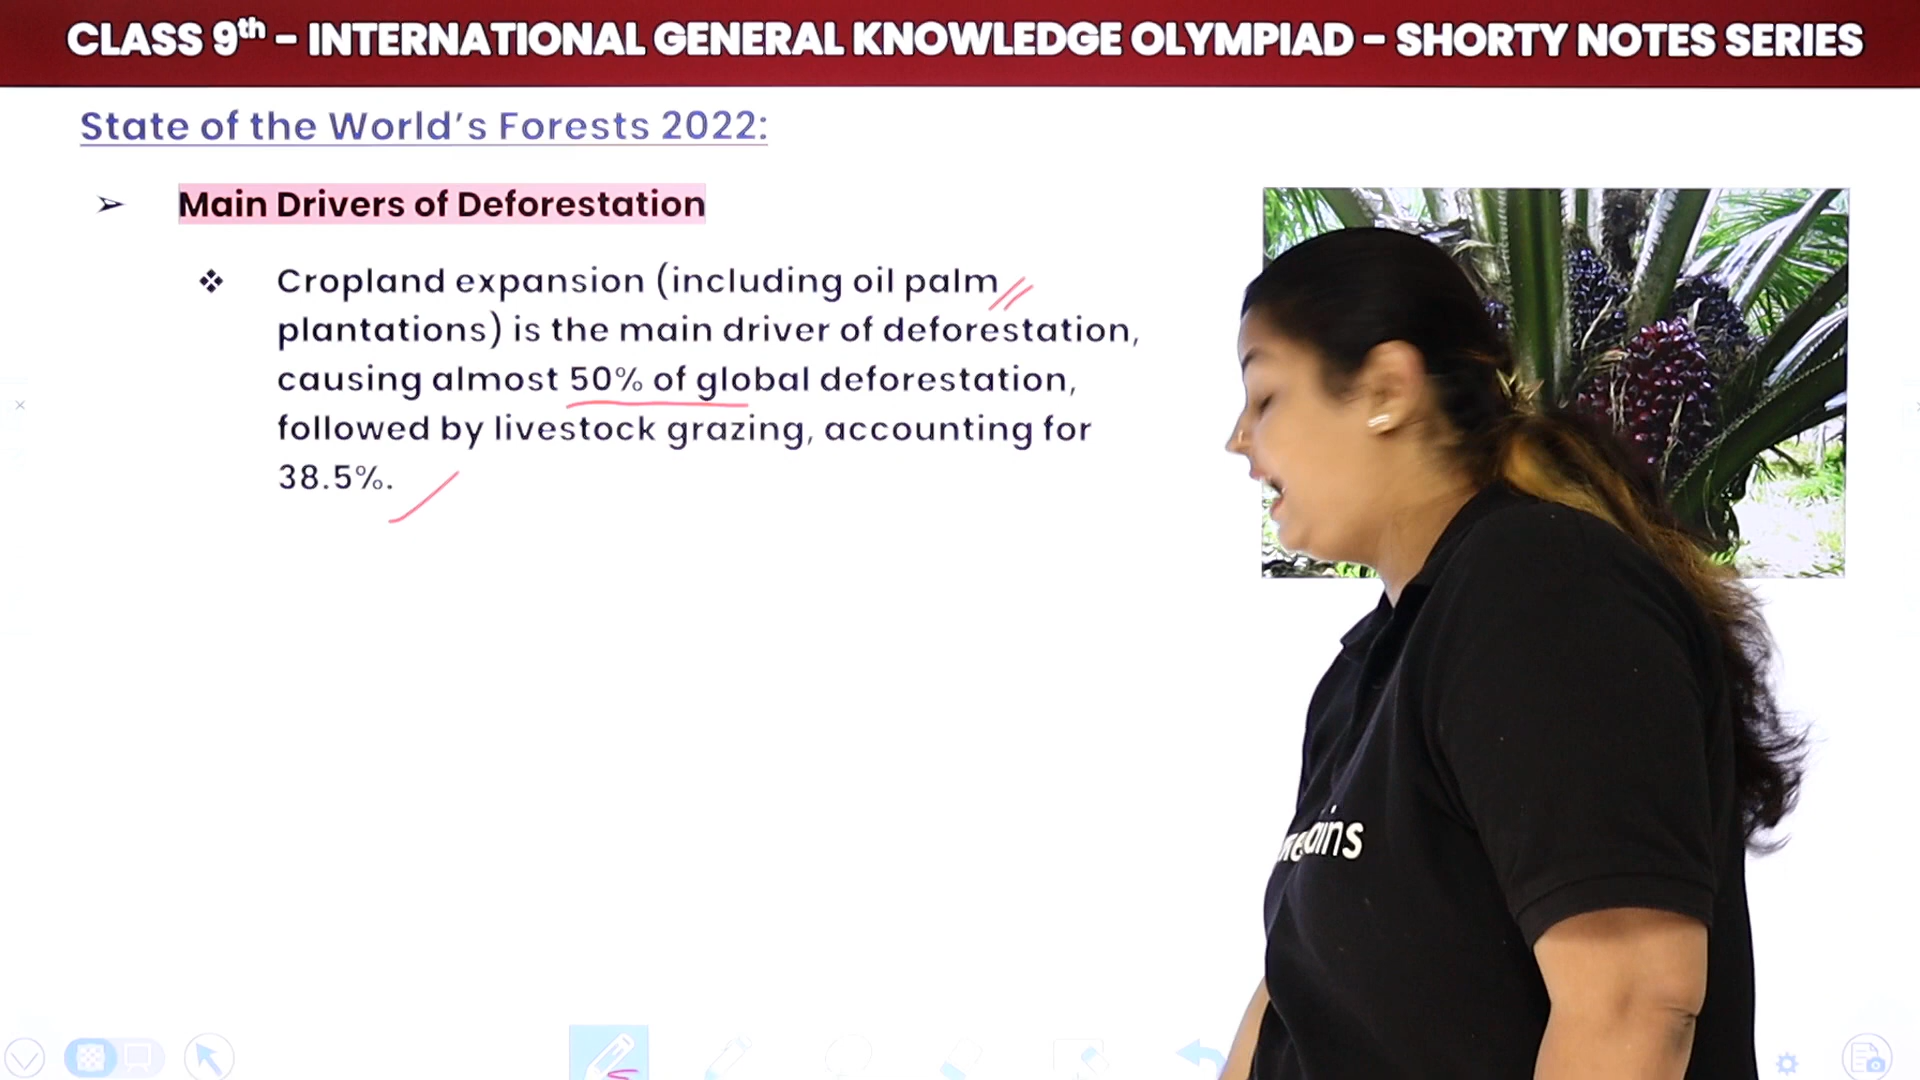 CLASS 9th – INTERNATIONAL GENERAL KNOWLEDGE OLYMPIAD – SHORTY NOTES SERIES
State of the World's Forests 2022:
➢ Main Drivers of Deforestation
❖ Cropland expansion (including oil palm
plantations) is the main driver of deforestation,
causing almost 50% of global deforestation,
followed by livestock grazing, accounting for
38.5%.